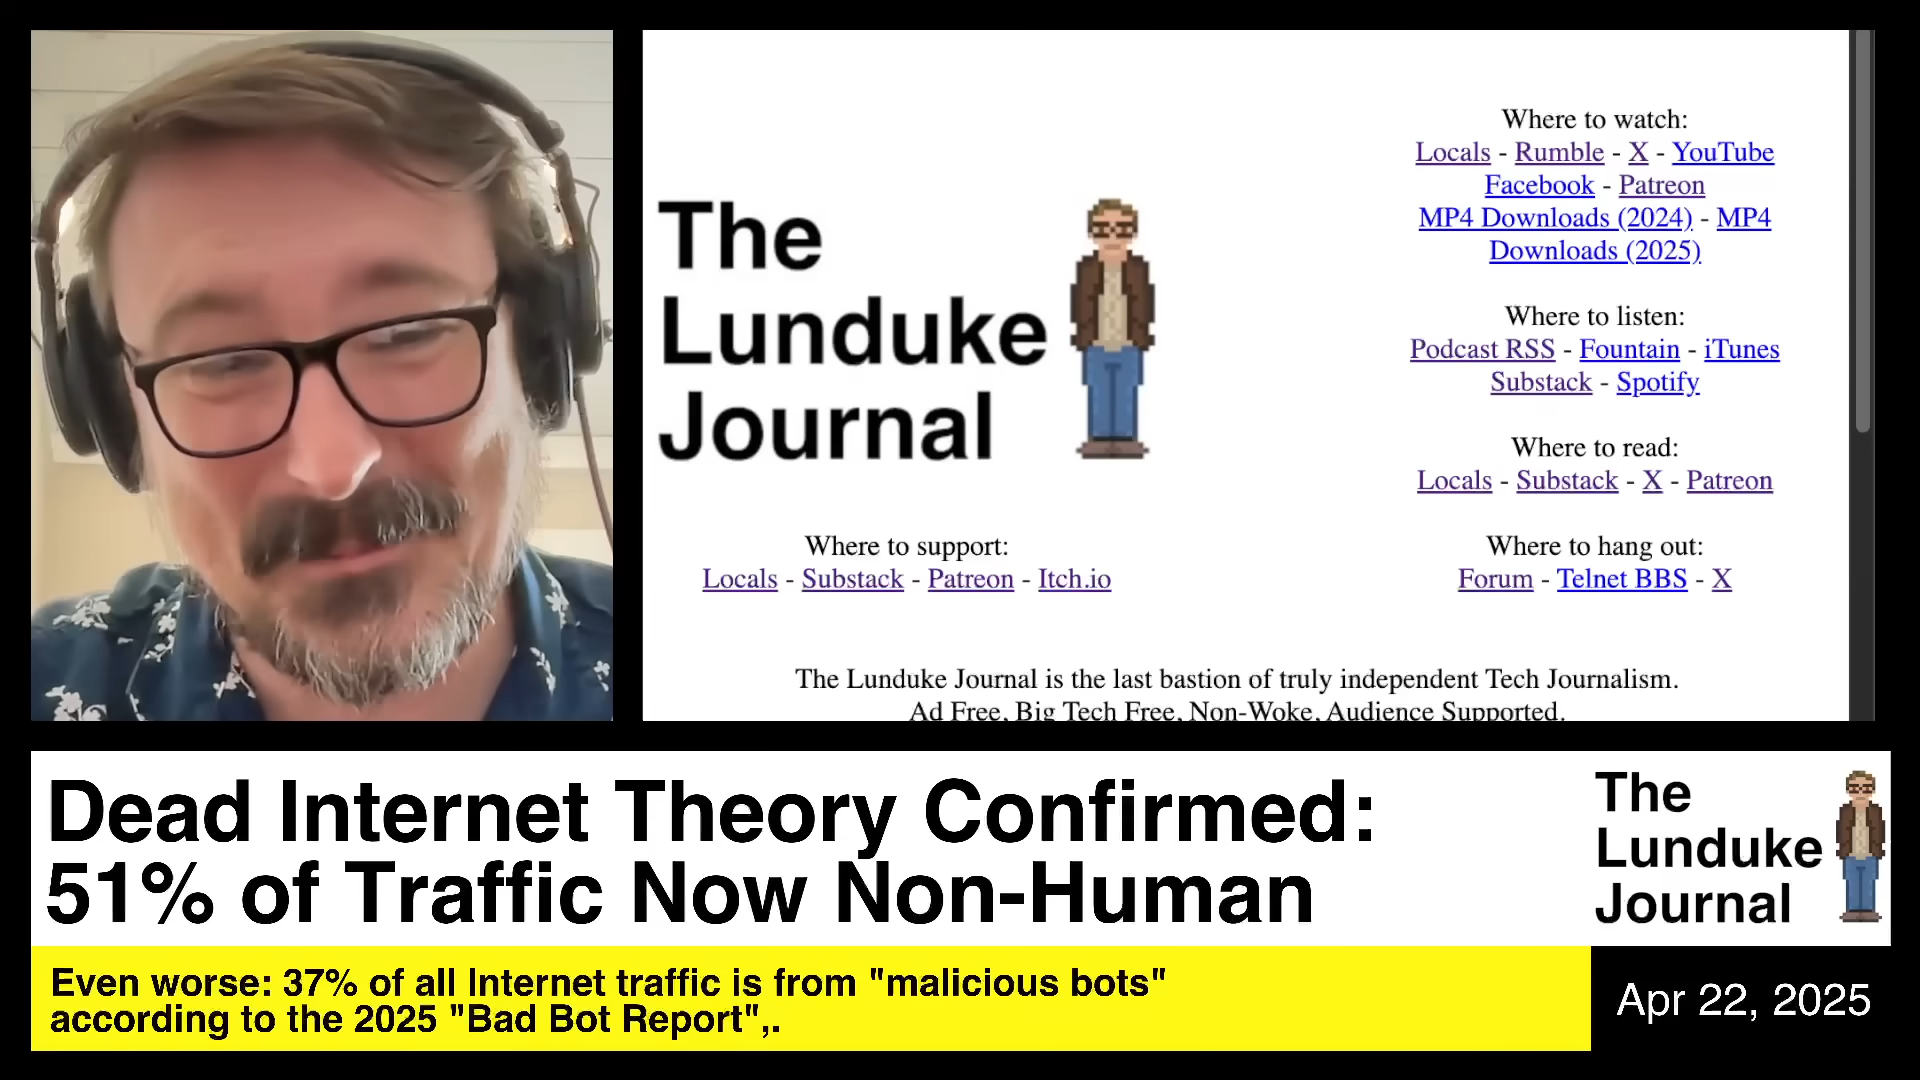 The
Lunduke
Journal
Where to support:
Locals - Substack - Patreon - Itch.io
Where to watch:
Locals - Rumble - X - YouTube
Facebook - Patreon
MP4 Downloads (2024) - MP4
Downloads (2025)
Where to listen:
Podcast RSS - Fountain - iTunes
Substack - Spotify
Where to read:
Locals - Substack - X - Patreon
Where to hang out:
Forum - Telnet BBS - X
The Lunduke Journal is the last bastion of truly independent Tech Journalism.
Ad Free, Big Tech Free, Non-Woke, Audience Supported.
Dead Internet Theory Confirmed:
51% of Traffic Now Non-Human
The
Lunduke
Journal
Even worse: 37% of all Internet traffic is from "malicious bots"
according to the 2025 "Bad Bot Report",.
Apr 22, 2025